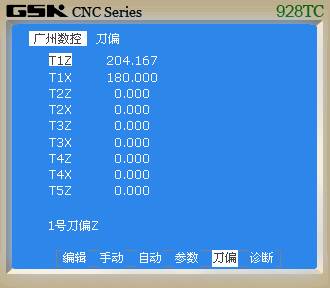 GSK CNC Series 928TC
广州数控 刀偏
T1Z 204.167
T1X 180.000
T2Z 0.000
T2X 0.000
T3Z 0.000
T3X 0.000
T4Z 0.000
T4X 0.000
T5Z 0.000
1号刀偏Z
编辑 手动 自动 参数 刀偏 诊断